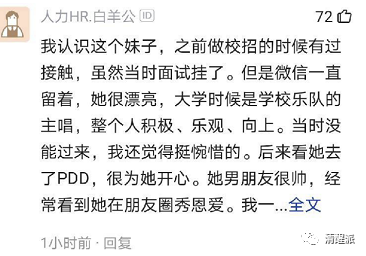 人力HR.白羊公 ID
72
我认识这个妹子，之前做校招的时候有过
接触，虽然当时面试挂了。但是微信一直
留着，她很漂亮，大学时候是学校乐队的
主唱，整个人积极、乐观、向上。当时没
能过来，我还觉得挺惋惜的。后来看她去
了PDD，很为她开心。她男朋友很帅，经
常看到她在朋友圈秀恩爱。我一...全文
1小时前 · 回复
清醒派